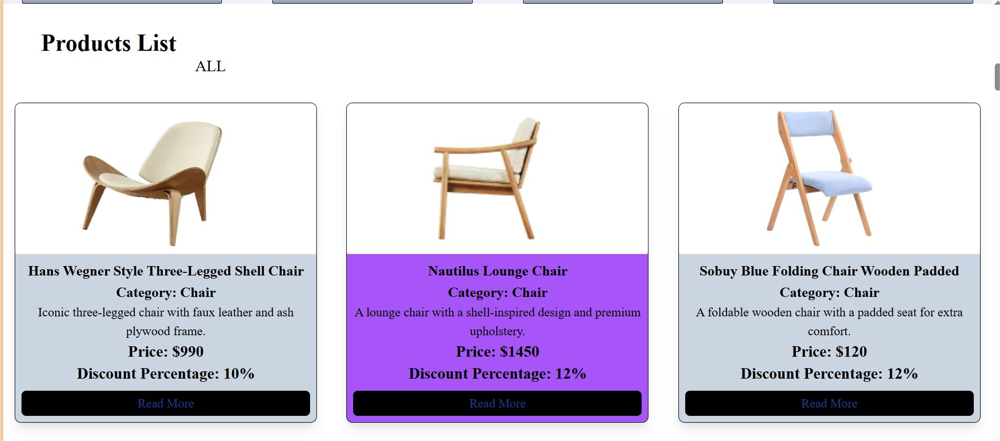 Products List
ALL
Hans Wegner Style Three-Legged Shell Chair
Category: Chair
Iconic three-legged chair with faux leather and ash
plywood frame.
Price: $990
Discount Percentage: 10%
Read More
Nautilus Lounge Chair
Category: Chair
A lounge chair with a shell-inspired design and premium
upholstery.
Price: $1450
Discount Percentage: 12%
Read More
Sobuy Blue Folding Chair Wooden Padded
Category: Chair
A foldable wooden chair with a padded seat for extra
comfort.
Price: $120
Discount Percentage: 12%
Read More